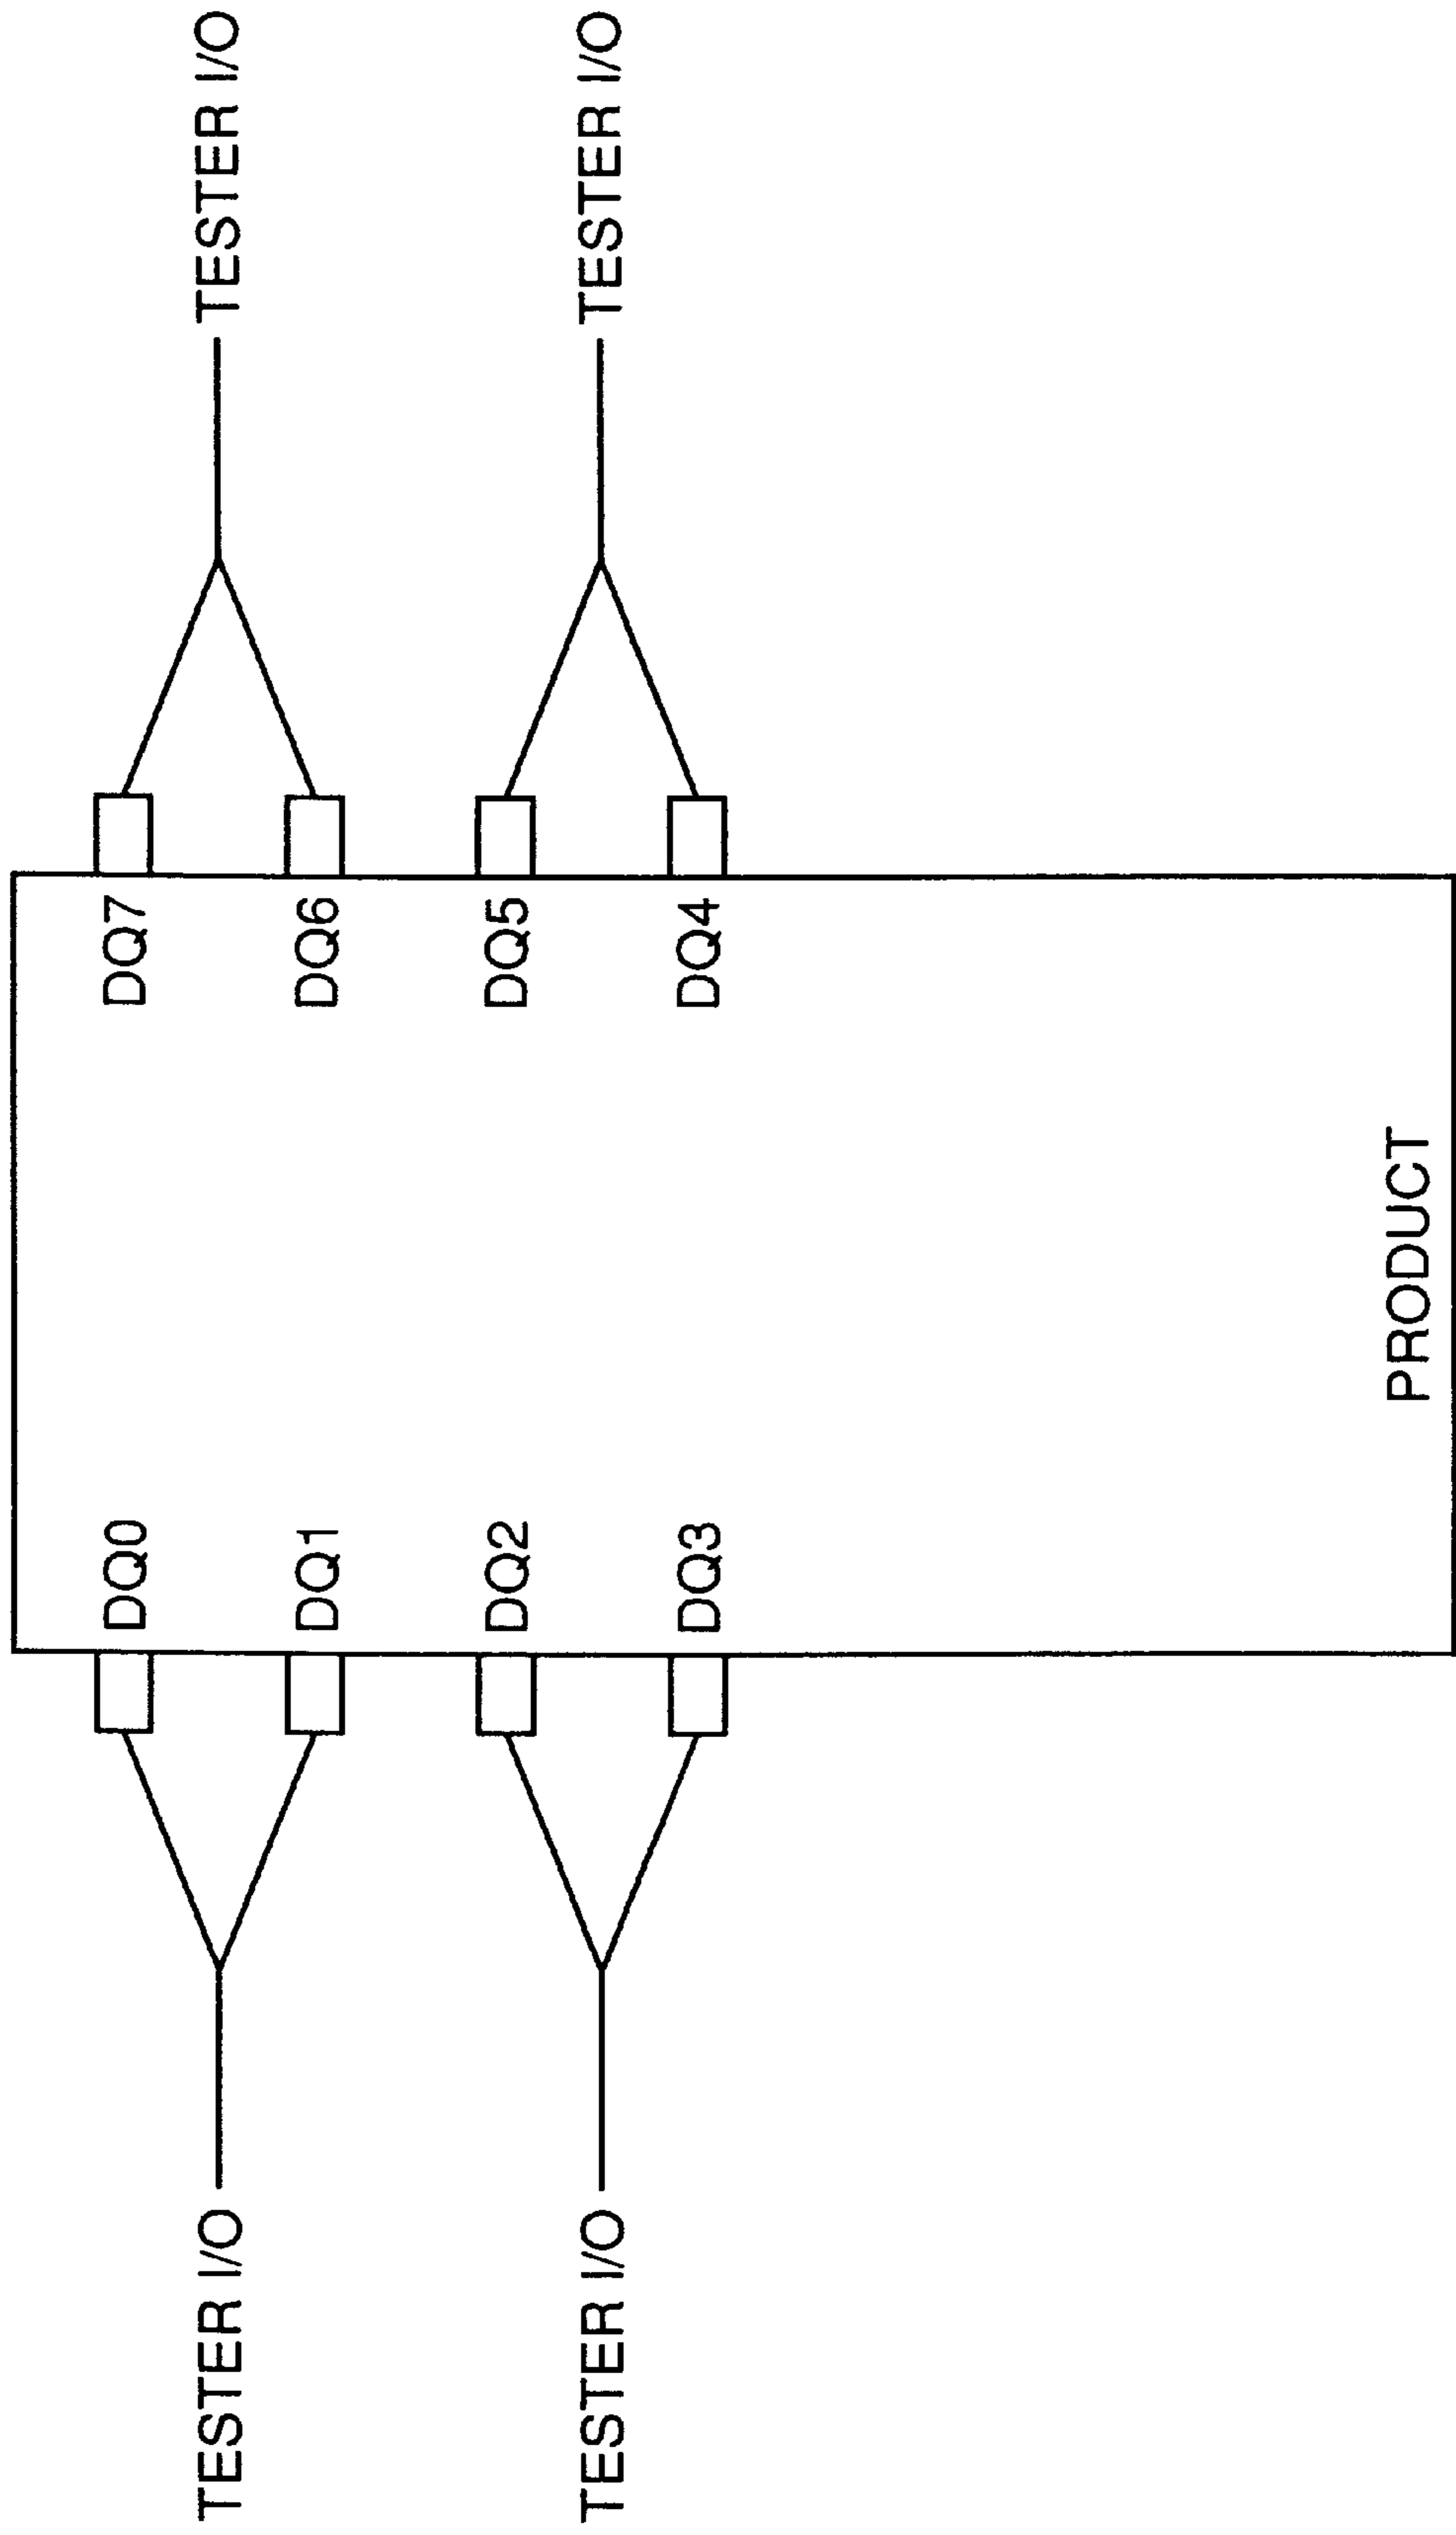 TESTER I/O
DQ0
DQ7
TESTER I/O
DQ1
DQ6
TESTER I/O
DQ2
DQ5
TESTER I/O
DQ3
DQ4
PRODUCT